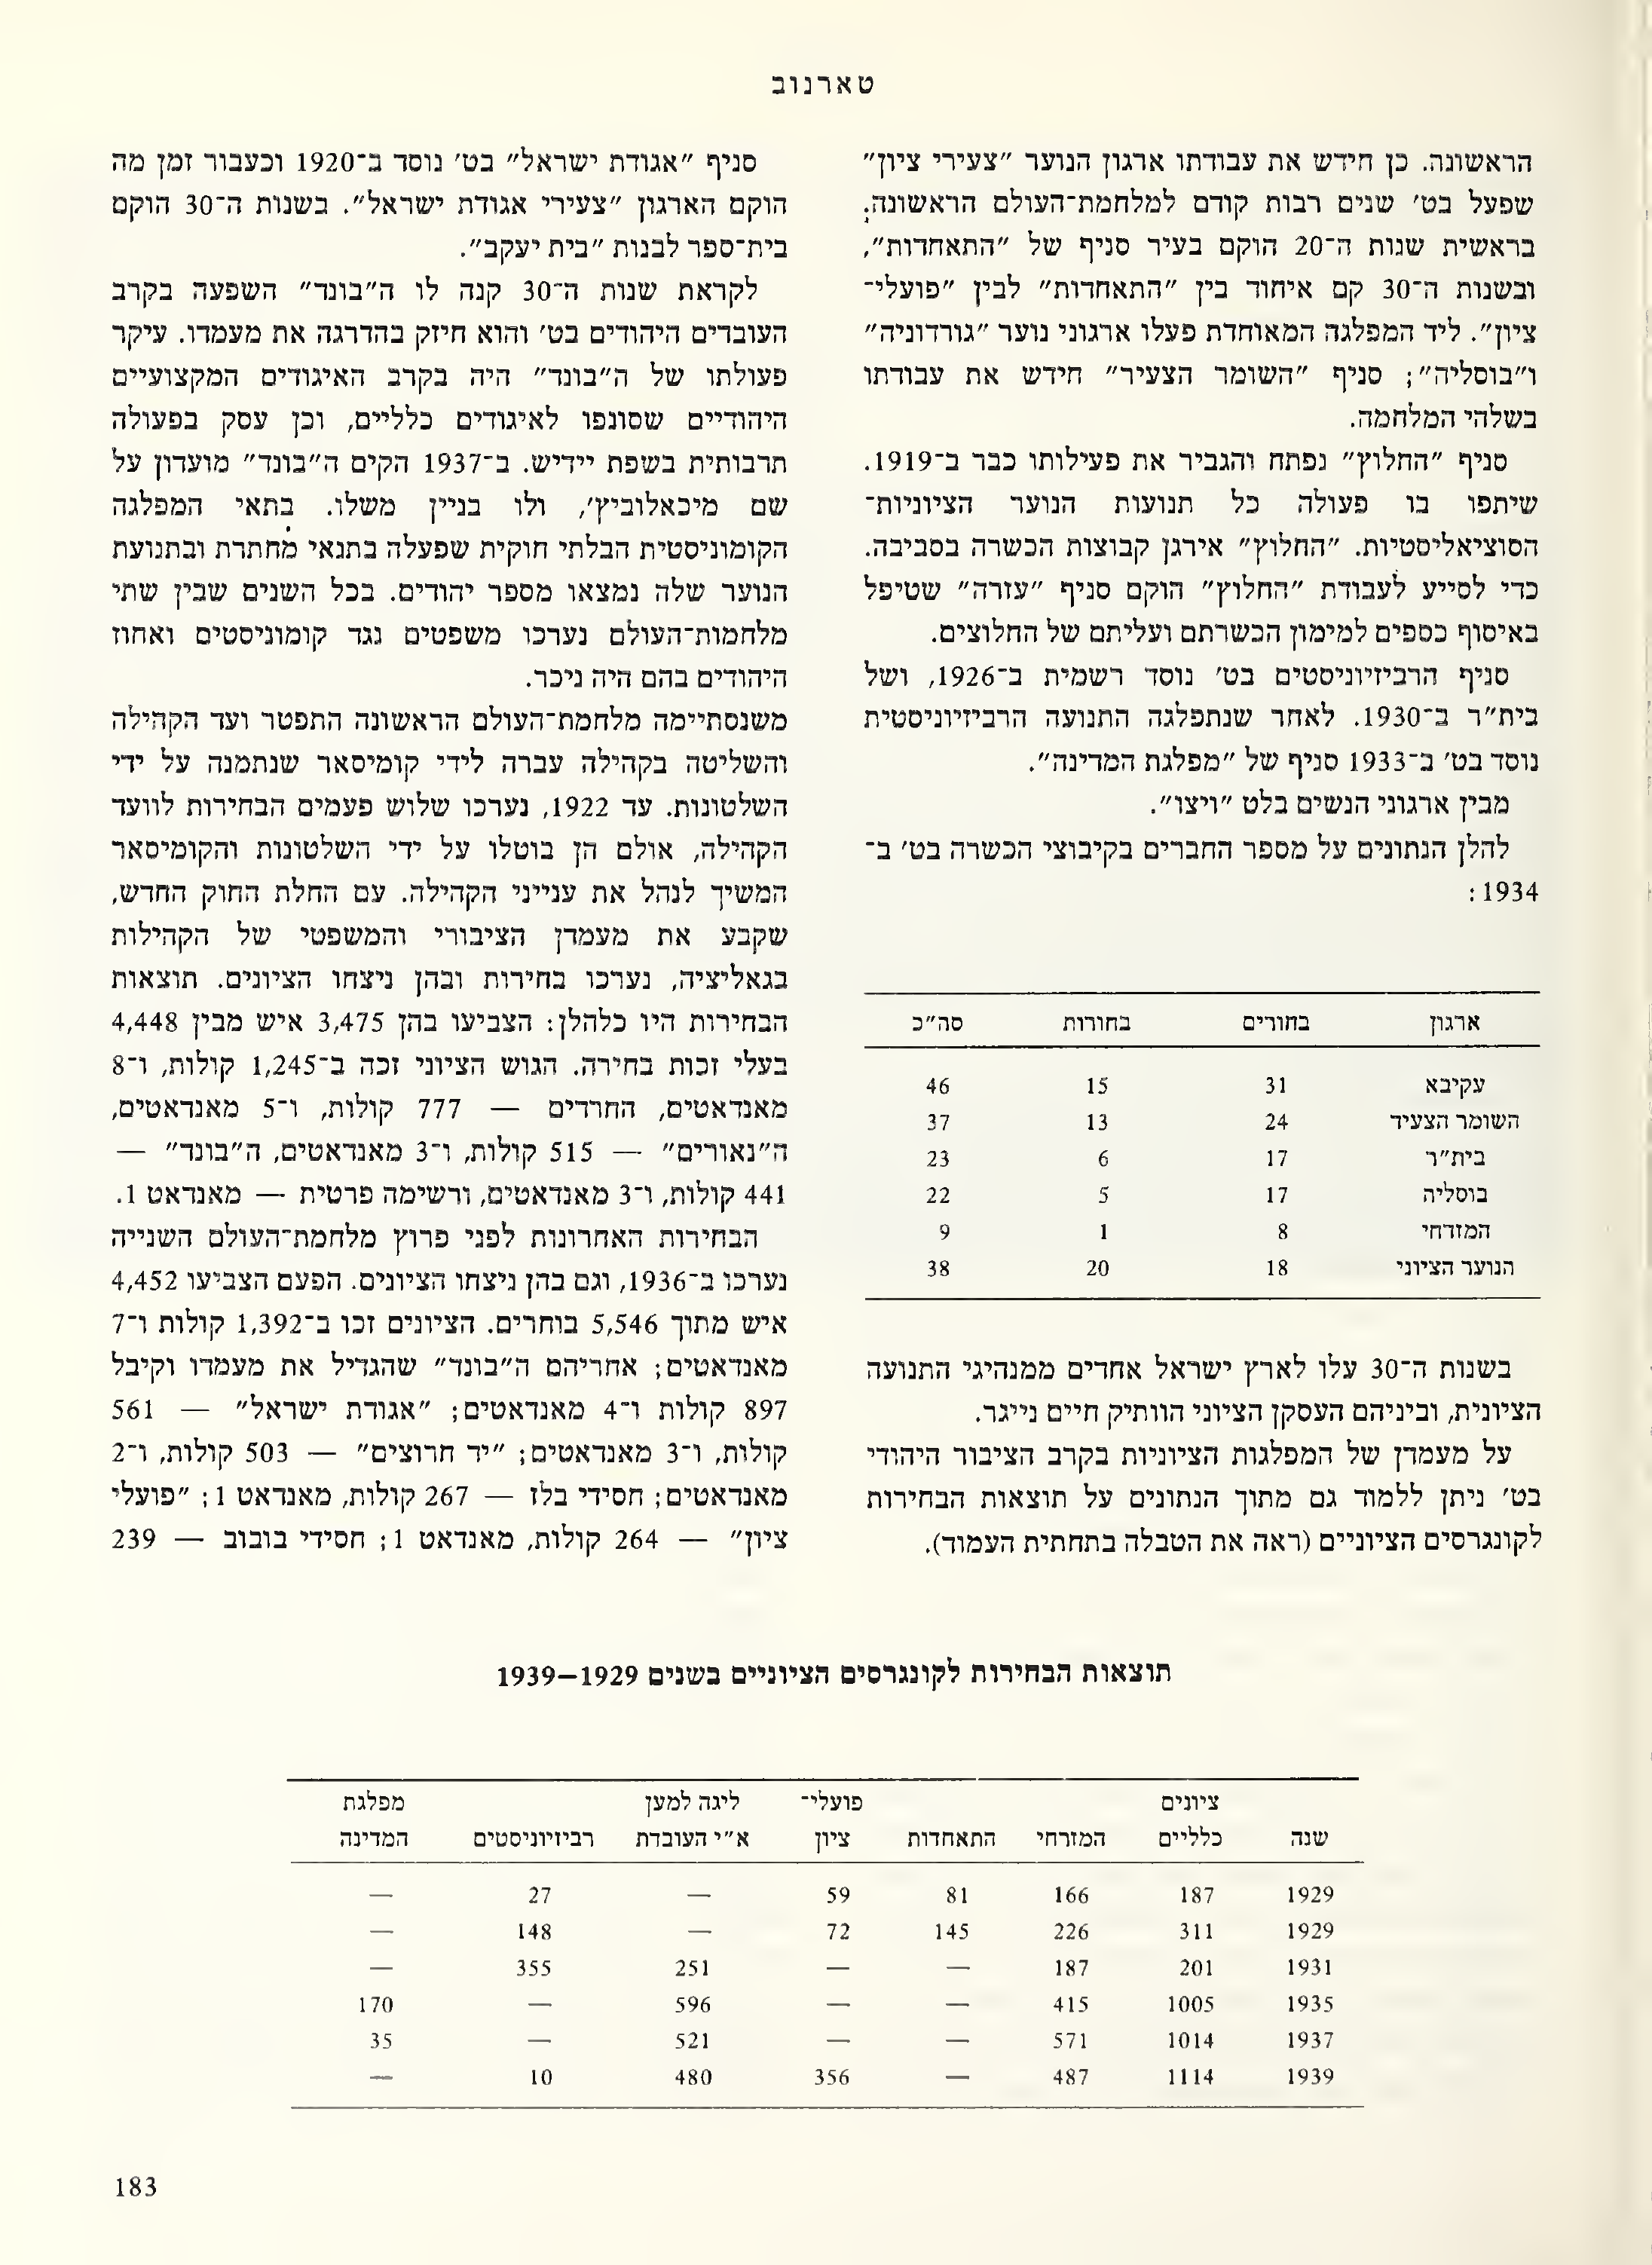 טארנוב
הראשונה. כן חידש את עבודתו ארגון הנוער "צעירי ציון"
שפעל בט' שנים רבות קודם למלחמת־העולם הראשונה;
בראשית שנות ה־20 הוקם בעיר סניף של "התאחדות",
ובשנות ה־30 קם איחוד בין "התאחדות" לבין "פועלי־
ציון". ליד המפלגה המאוחדת פעלו ארגוני נוער "גורדוניה"
ו"בוסליה"; סניף "השומר הצעיר" חידש את עבודתו
בשלהי המלחמה.
סניף "החלוץ" נפתח והגביר את פעילותו כבר ב־1919.
שיתפו בו פעולה כל תנועות הנוער הציוניות־
הסוציאליסטיות. "החלוץ" אירגן קבוצות הכשרה בסביבה.
כדי לסייע לעבודת "החלוץ" הוקם סניף "עזרה" שטיפל
באיסוף כספים למימון הכשרתם ועליתם של החלוצים.
סניף הרביזיוניסטים בט' נוסד רשמית ב־1926, ושל
בית"ר ב־1930. לאחר שנתפלגה התנועה הרביזיוניסטית
נוסד בט' ב־1933 סניף של "מפלגת המדינה".
מבין ארגוני הנשים בלט "ויצו".
להלן הנתונים על מספר החברים בקיבוצי הכשרה בט' ב־
1934:
ארגון בחורים בחורות סה"כ
עקיבא 31 15 46
השומר הצעיר 24 13 37
בית"ר 17 6 23
בוסליה 17 5 22
המזרחי 8 1 9
הנוער הציוני 18 20 38
בשנות ה־30 עלו לארץ ישראל אחדים ממנהיגי התנועה
הציונית, וביניהם העסקן הציוני הוותיק חיים נייגר.
על מעמדן של המפלגות הציוניות בקרב הציבור היהודי
בט' ניתן ללמוד גם מתוך הנתונים על תוצאות הבחירות
לקונגרסים הציוניים (ראה את הטבלה בתחתית העמוד).
סניף "אגודת ישראל" בט' נוסד ב־1920 וכעבור זמן מה
הוקם הארגון "צעירי אגודת ישראל". בשנות ה־30 הוקם
בית־ספר לבנות "בית יעקב".
לקראת שנות ה־30 קנה לו ה"בונד" השפעה בקרב
העובדים היהודים בט' והוא חיזק בהדרגה את מעמדו. עיקר
פעולתו של ה"בונד" היה בקרב האיגודים המקצועיים
היהודיים שסונפו לאיגודים כלליים, וכן עסק בפעולה
תרבותית בשפת יידיש. ב־1937 הקים ה"בונד" מועדון על
שם מיכאלוביץ', ולו בניין משלו. בתאי המפלגה
הקומוניסטית הבלתי חוקית שפעלה בתנאי מחתרת ובתנועת
הנוער שלה נמצאו מספר יהודים. בכל השנים שבין שתי
מלחמות־העולם נערכו משפטים נגד קומוניסטים ואחוז
היהודים בהם היה ניכר.
משנסתיימה מלחמת־העולם הראשונה התפטר ועד הקהילה
והשליטה בקהילה עברה לידי קומיסאר שנתמנה על ידי
השלטונות. עד 1922, נערכו שלוש פעמים הבחירות לוועד
הקהילה, אולם הן בוטלו על ידי השלטונות והקומיסאר
המשיך לנהל את ענייני הקהילה. עם החלת החוק החדש,
שקבע את מעמדן הציבורי והמשפטי של הקהילות
בגאליציה, נערכו בחירות ובהן ניצחו הציונים. תוצאות
הבחירות היו כלהלן: הצביעו בהן 3,475 איש מבין 4,448
בעלי זכות בחירה. הגוש הציוני זכה ב־1,245 קולות, ו־8
מאנדאטים, החרדים — 777 קולות, ו־5 מאנדאטים,
ה"נאורים" — 515 קולות, ו־3 מאנדאטים, ה"בונד" —
441 קולות, ו־3 מאנדאטים, ורשימה פרטית — מאנדאט 1.
הבחירות האחרונות לפני פרוץ מלחמת־העולם השנייה
נערכו ב־1936, וגם בהן ניצחו הציונים. הפעם הצביעו 4,452
איש מתוך 5,546 בוחרים. הציונים זכו ב־1,392 קולות ו־7
מאנדאטים; אחריהם ה"בונד" שהגדיל את מעמדו וקיבל
897 קולות ו־4 מאנדאטים; "אגודת ישראל" — 561
קולות, ו־3 מאנדאטים; "יד חרוצים" — 503 קולות, ו־2
מאנדאטים; חסידי בלז — 267 קולות, מאנדאט 1; "פועלי
ציון" — 264 קולות, מאנדאט 1; חסידי בובוב — 239
תוצאות הבחירות לקונגרסים הציוניים בשנים 1929–1939
ציונים פועלי־ ליגה למען מפלגת
שנה כלליים המזרחי התאחדות ציון א"י העובדת רביזיוניסטים המדינה
1929 187 166 81 59 — 27 —
1929 311 226 145 72 — 148 —
1931 201 187 — — 251 355 —
1935 1005 415 — — 596 — 170
1937 1014 571 — — 521 — 35
1939 1114 487 — 356 480 10 —
183